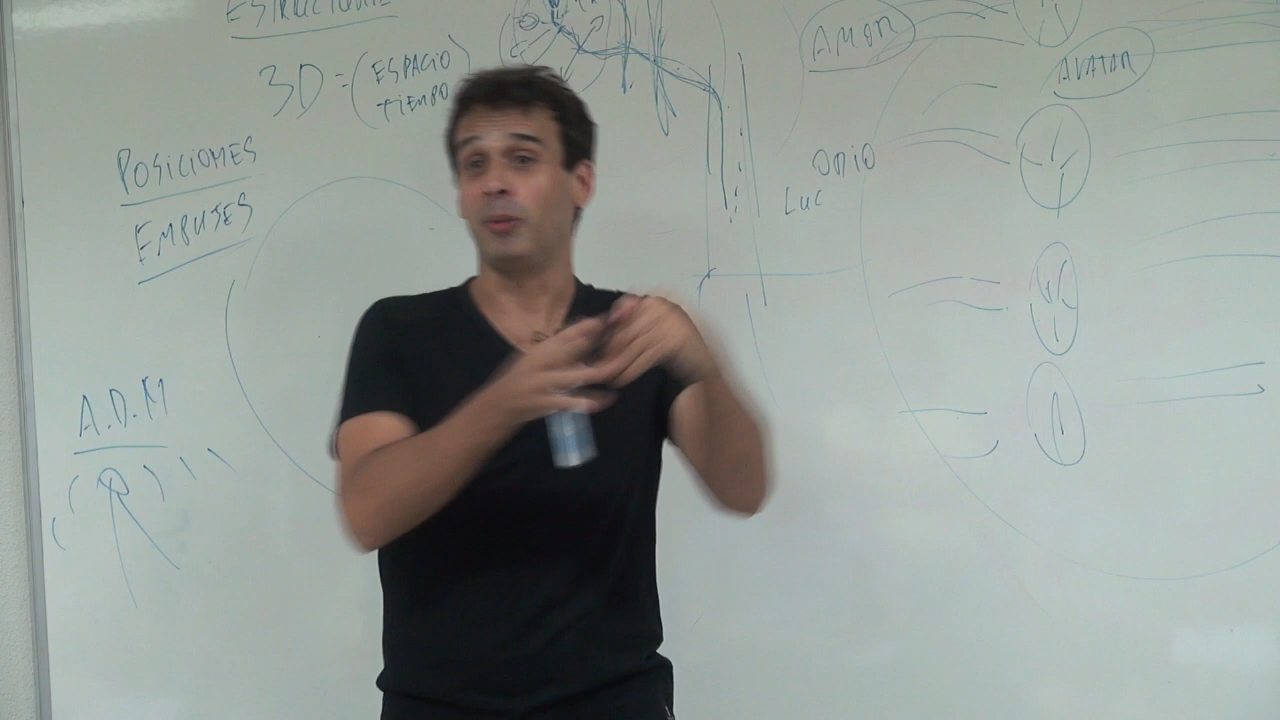 3D = (ESPACIO
TIEMPO)
POSICIONES
EMPUJES
A.D.M
AMOR
AVATAR
ODIO
LUC